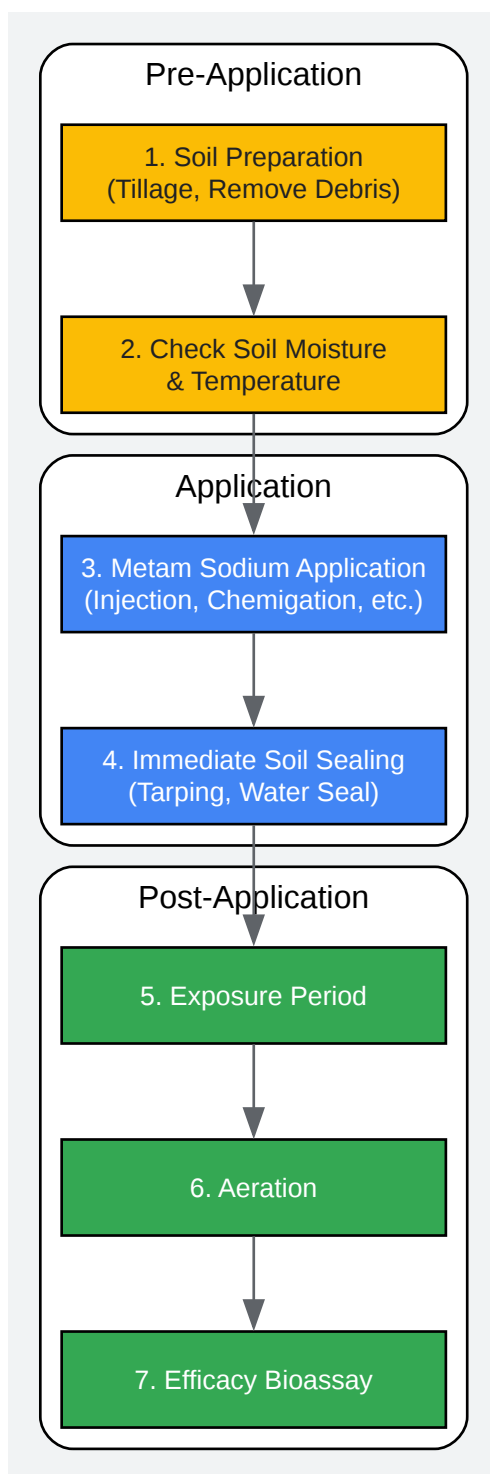 Pre-Application
1. Soil Preparation
(Tillage, Remove Debris)
2. Check Soil Moisture
& Temperature
Application
3. Metam Sodium Application
(Injection, Chemigation, etc.)
4. Immediate Soil Sealing
(Tarping, Water Seal)
Post-Application
5. Exposure Period
6. Aeration
7. Efficacy Bioassay